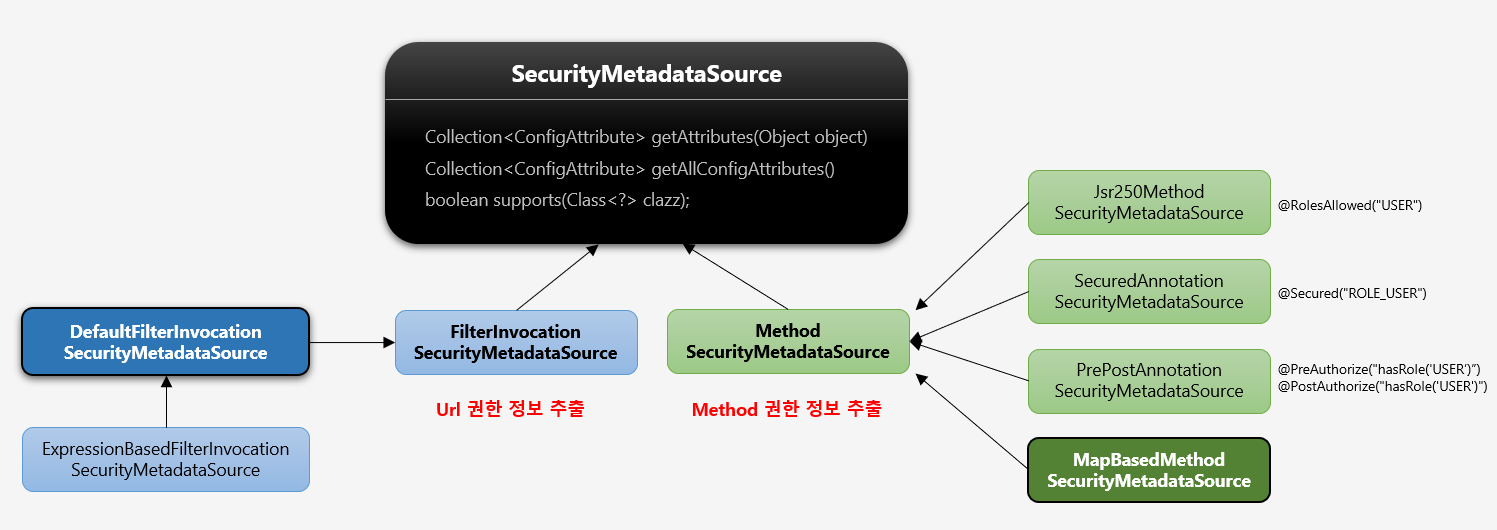 SecurityMetadataSource
Collection<ConfigAttribute> getAttributes(Object object)
Collection<ConfigAttribute> getAllConfigAttributes()
boolean supports(Class<?> clazz);
DefaultFilterInvocation
SecurityMetadataSource
ExpressionBasedFilterInvocation
SecurityMetadataSource
FilterInvocation
SecurityMetadataSource
Url 권한 정보 추출
Method
SecurityMetadataSource
Method 권한 정보 추출
Jsr250Method
SecurityMetadataSource
@RolesAllowed("USER")
SecuredAnnotation
SecurityMetadataSource
@Secured("ROLE_USER")
PrePostAnnotation
SecurityMetadataSource
@PreAuthorize("hasRole('USER')")
@PostAuthorize("hasRole('USER')")
MapBasedMethod
SecurityMetadataSource